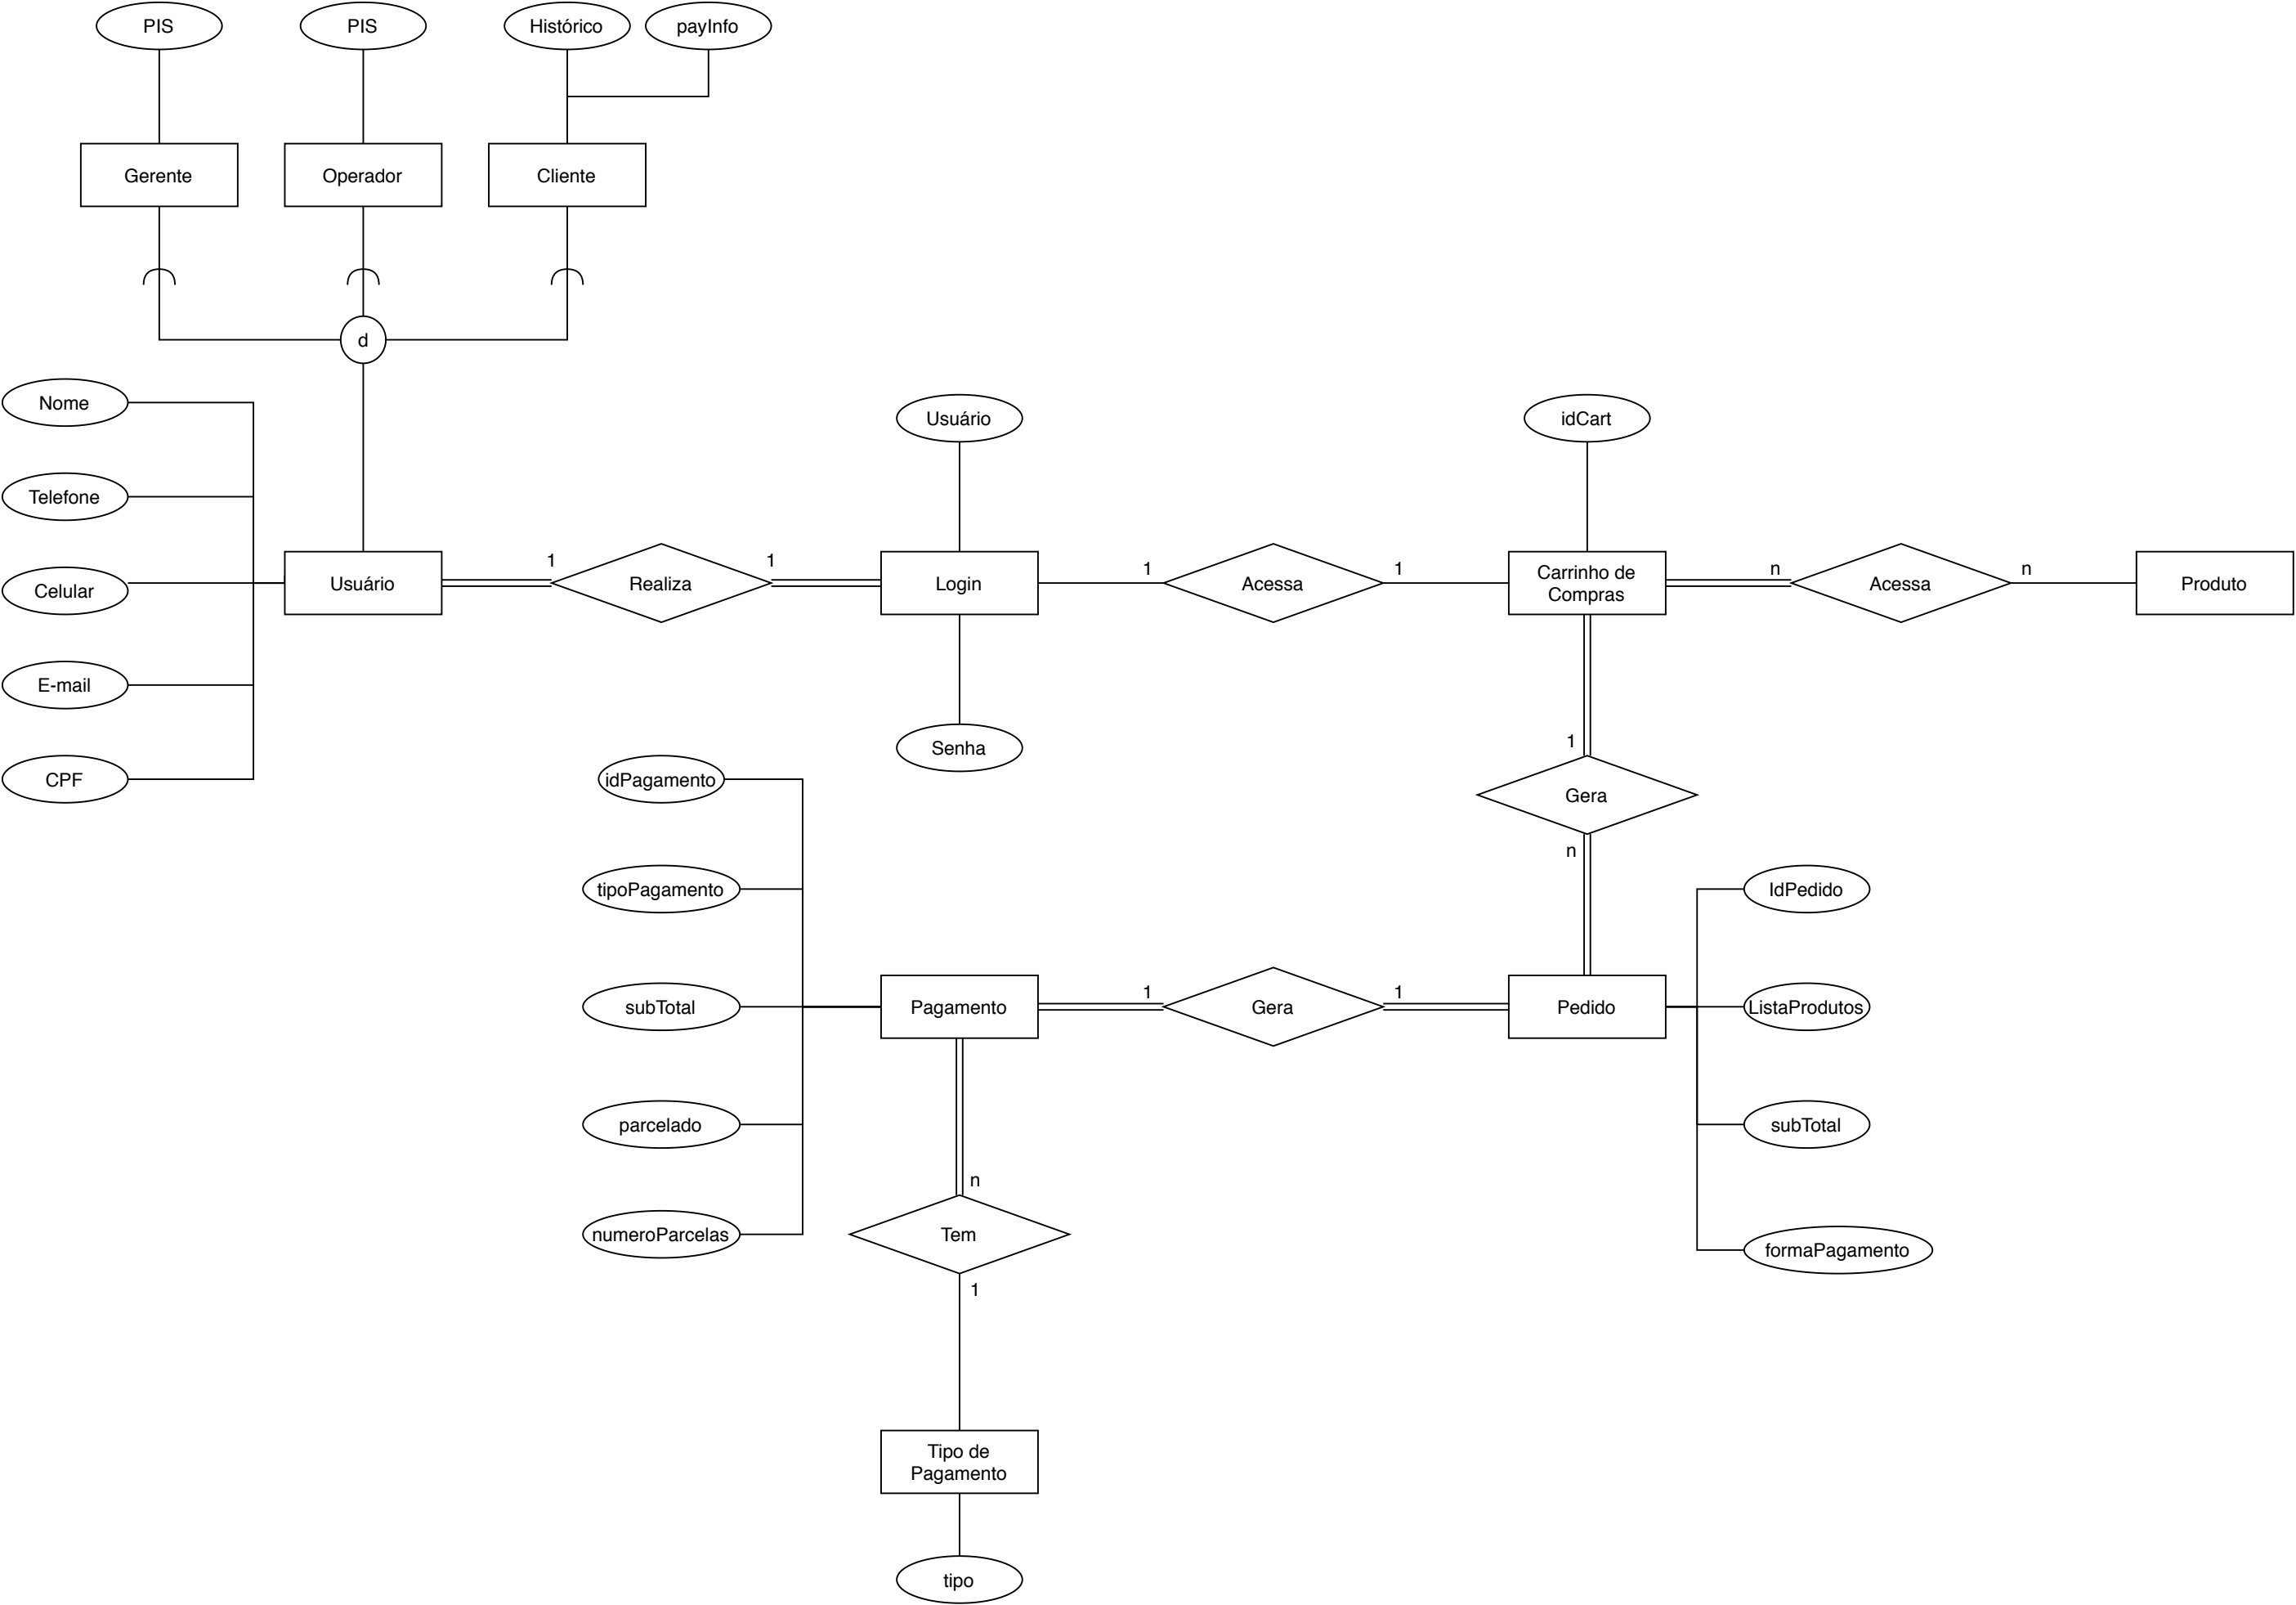 PIS
PIS
Histórico
payInfo
Gerente
Operador
Cliente
d
Nome
Usuário
idCart
Telefone
1
1
1
1
n
n
Celular
Usuário
Realiza
Login
Acessa
Carrinho de
Compras
Acessa
Produto
E-mail
Senha
1
CPF
idPagamento
Gera
n
tipoPagamento
IdPedido
1
1
subTotal
Pagamento
Gera
Pedido
ListaProdutos
parcelado
subTotal
n
numeroParcelas
Tem
formaPagamento
1
Tipo de
Pagamento
tipo